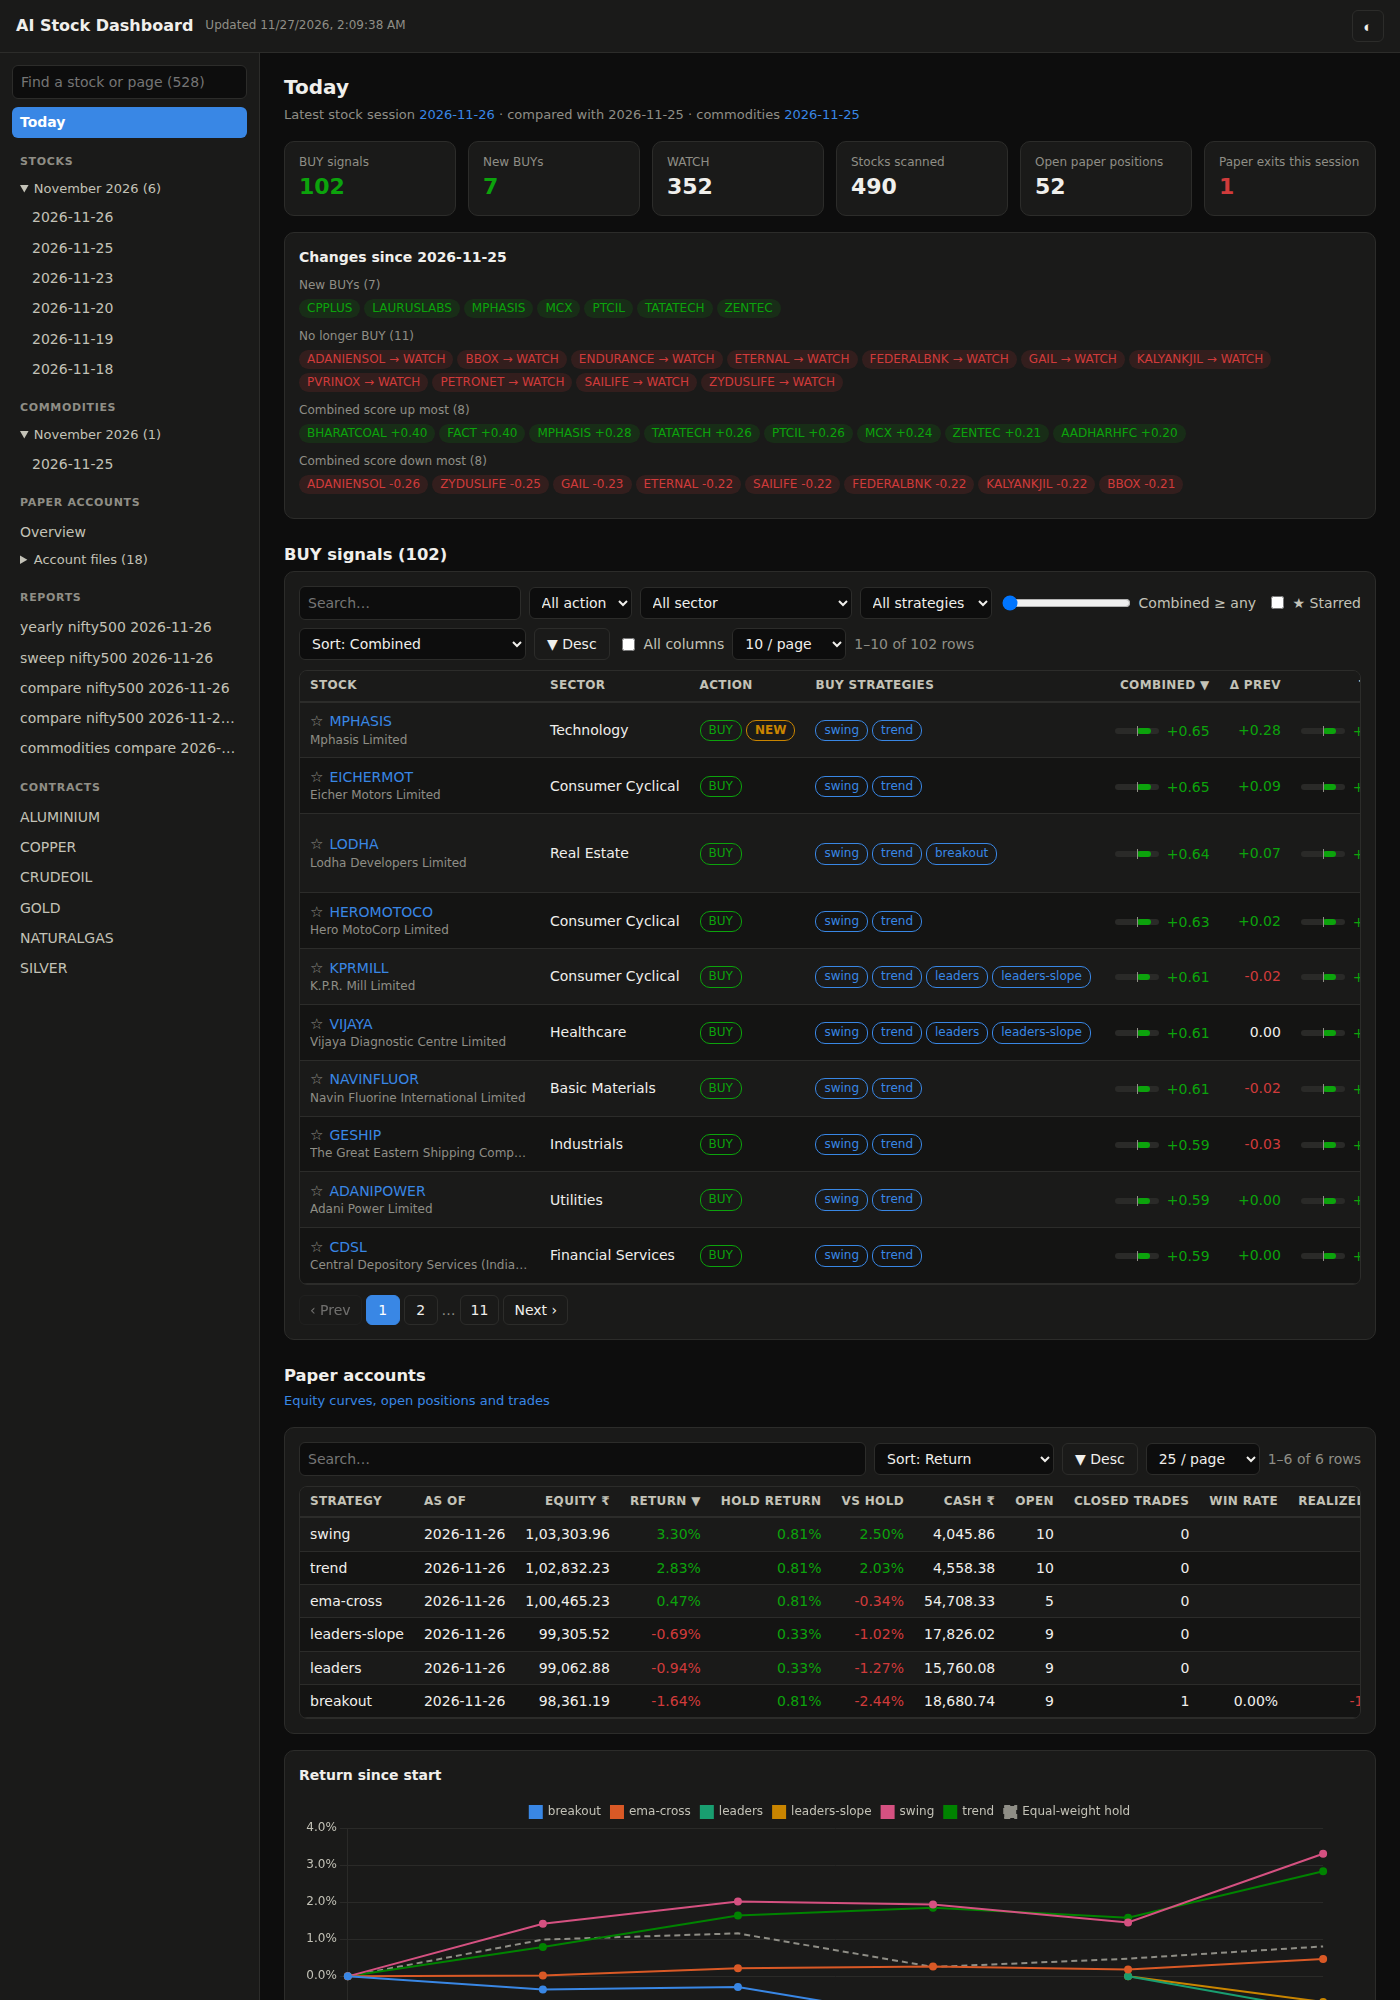 AI Stock Dashboard Updated 11/27/2026, 2:09:38 AM
Find a stock or page (528)
Today
STOCKS
▼ November 2026 (6)
2026-11-26
2026-11-25
2026-11-23
2026-11-20
2026-11-19
2026-11-18
COMMODITIES
▼ November 2026 (1)
2026-11-25
PAPER ACCOUNTS
Overview
▶ Account files (18)
REPORTS
yearly nifty500 2026-11-26
sweep nifty500 2026-11-26
compare nifty500 2026-11-26
compare nifty500 2026-11-2…
commodities compare 2026-…
CONTRACTS
ALUMINIUM
COPPER
CRUDEOIL
GOLD
NATURALGAS
SILVER
Today
Latest stock session 2026-11-26 · compared with 2026-11-25 · commodities 2026-11-25
BUY signals
102
New BUYs
7
WATCH
352
Stocks scanned
490
Open paper positions
52
Paper exits this session
1
Changes since 2026-11-25
New BUYs (7)
CPPLUS LAURUSLABS MPHASIS MCX PTCIL TATATECH ZENTEC
No longer BUY (11)
ADANIENSOL → WATCH BBOX → WATCH ENDURANCE → WATCH ETERNAL → WATCH FEDERALBNK → WATCH GAIL → WATCH KALYANKJIL → WATCH
PVRINOX → WATCH PETRONET → WATCH SAILIFE → WATCH ZYDUSLIFE → WATCH
Combined score up most (8)
BHARATCOAL +0.40 FACT +0.40 MPHASIS +0.28 TATATECH +0.26 PTCIL +0.26 MCX +0.24 ZENTEC +0.21 AADHARHFC +0.20
Combined score down most (8)
ADANIENSOL -0.26 ZYDUSLIFE -0.25 GAIL -0.23 ETERNAL -0.22 SAILIFE -0.22 FEDERALBNK -0.22 KALYANKJIL -0.22 BBOX -0.21
BUY signals (102)
Search… All action All sector All strategies Combined ≥ any ★ Starred
Sort: Combined ▼ Desc All columns 10 / page 1–10 of 102 rows
STOCK SECTOR ACTION BUY STRATEGIES COMBINED ▼ Δ PREV
☆ MPHASIS
Mphasis Limited
Technology BUY NEW swing trend +0.65 +0.28
☆ EICHERMOT
Eicher Motors Limited
Consumer Cyclical BUY swing trend +0.65 +0.09
☆ LODHA
Lodha Developers Limited
Real Estate BUY swing trend breakout +0.64 +0.07
☆ HEROMOTOCO
Hero MotoCorp Limited
Consumer Cyclical BUY swing trend +0.63 +0.02
☆ KPRMILL
K.P.R. Mill Limited
Consumer Cyclical BUY swing trend leaders leaders-slope +0.61 -0.02
☆ VIJAYA
Vijaya Diagnostic Centre Limited
Healthcare BUY swing trend leaders leaders-slope +0.61 0.00
☆ NAVINFLUOR
Navin Fluorine International Limited
Basic Materials BUY swing trend +0.61 -0.02
☆ GESHIP
The Great Eastern Shipping Comp…
Industrials BUY swing trend +0.59 -0.03
☆ ADANIPOWER
Adani Power Limited
Utilities BUY swing trend +0.59 +0.00
☆ CDSL
Central Depository Services (India…
Financial Services BUY swing trend +0.59 +0.00
‹ Prev 1 2 … 11 Next ›
Paper accounts
Equity curves, open positions and trades
Search… Sort: Return ▼ Desc 25 / page 1–6 of 6 rows
STRATEGY AS OF EQUITY ₹ RETURN ▼ HOLD RETURN VS HOLD CASH ₹ OPEN CLOSED TRADES WIN RATE REALIZED
swing 2026-11-26 1,03,303.96 3.30% 0.81% 2.50% 4,045.86 10 0
trend 2026-11-26 1,02,832.23 2.83% 0.81% 2.03% 4,558.38 10 0
ema-cross 2026-11-26 1,00,465.23 0.47% 0.81% -0.34% 54,708.33 5 0
leaders-slope 2026-11-26 99,305.52 -0.69% 0.33% -1.02% 17,826.02 9 0
leaders 2026-11-26 99,062.88 -0.94% 0.33% -1.27% 15,760.08 9 0
breakout 2026-11-26 98,361.19 -1.64% 0.81% -2.44% 18,680.74 9 1 0.00%
Return since start
breakout ema-cross leaders leaders-slope swing trend Equal-weight hold
4.0%
3.0%
2.0%
1.0%
0.0%